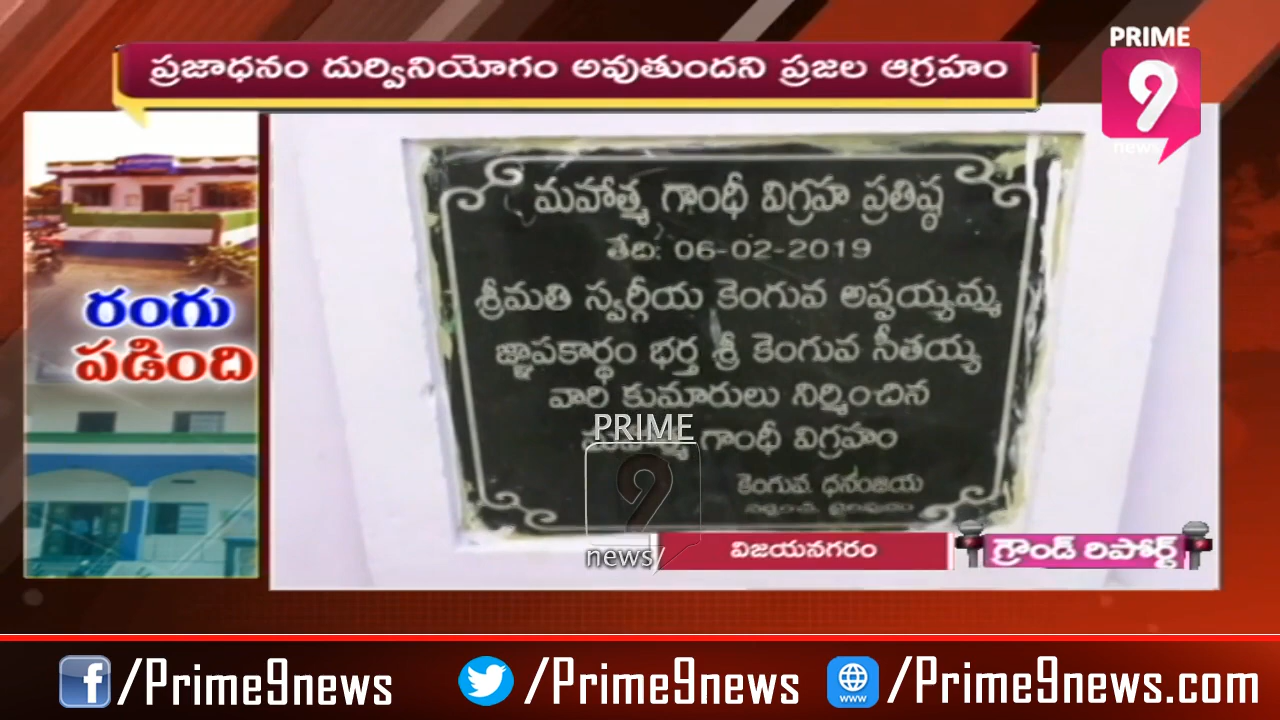 ప్రజాధనం దుర్వినియోగం అవుతుందని ప్రజల ఆగ్రహం
PRIME
9
news
రంగు
పడింది
మహాత్మ గాంధీ విగ్రహ ప్రతిష్ఠ
తేది: 06-02-2019
శ్రీమతి స్వర్గీయ కెంగువ అప్పయ్యమ్మ
జ్ఞాపకార్థం భర్త శ్రీ కెంగువ సీతయ్య
వారి కుమారులు నిర్మించిన
గాంధీ విగ్రహం
కెంగువ ధనంజయ
PRIME
9
news/
విజయనగరం
గ్రౌండ్ రిపోర్ట్
/Prime9news
/Prime9news
www
/Prime9news.com